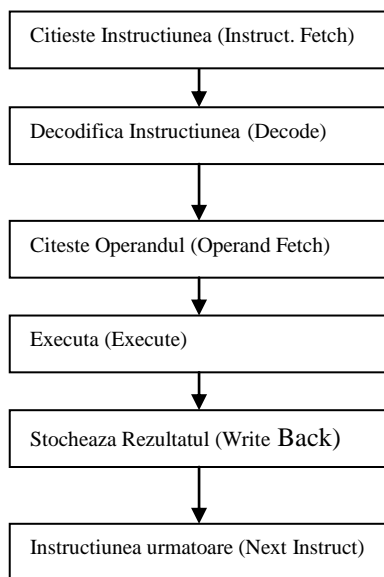 Citieste Instructiunea (Instruct. Fetch)
Decodifica Instructiunea (Decode)
Citeste Operandul (Operand Fetch)
Executa (Execute)
Stocheaza Rezultatul (Write Back)
Instructiunea urmatoare (Next Instruct)